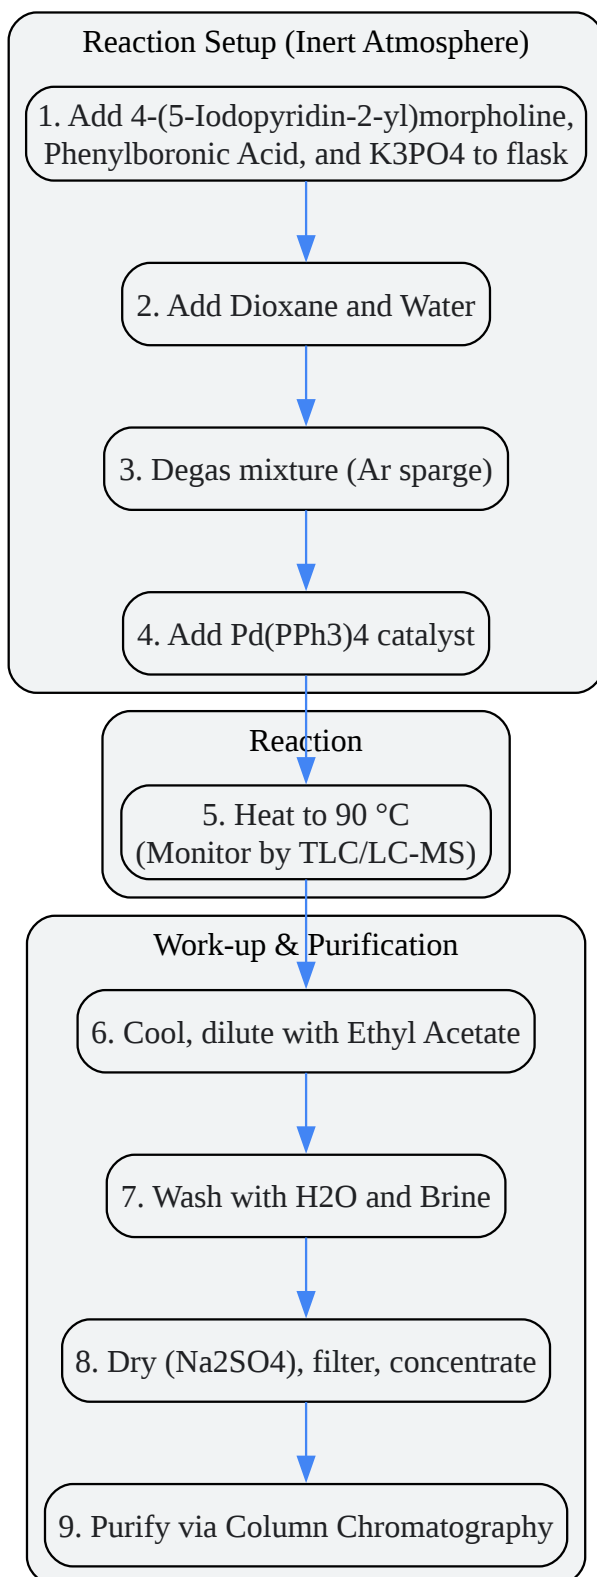 Reaction Setup (Inert Atmosphere)
1. Add 4-(5-Iodopyridin-2-yl)morpholine,
Phenylboronic Acid, and K3PO4 to flask
2. Add Dioxane and Water
3. Degas mixture (Ar sparge)
4. Add Pd(PPh3)4 catalyst
Reaction
5. Heat to 90 °C
(Monitor by TLC/LC-MS)
Work-up & Purification
6. Cool, dilute with Ethyl Acetate
7. Wash with H2O and Brine
8. Dry (Na2SO4), filter, concentrate
9. Purify via Column Chromatography